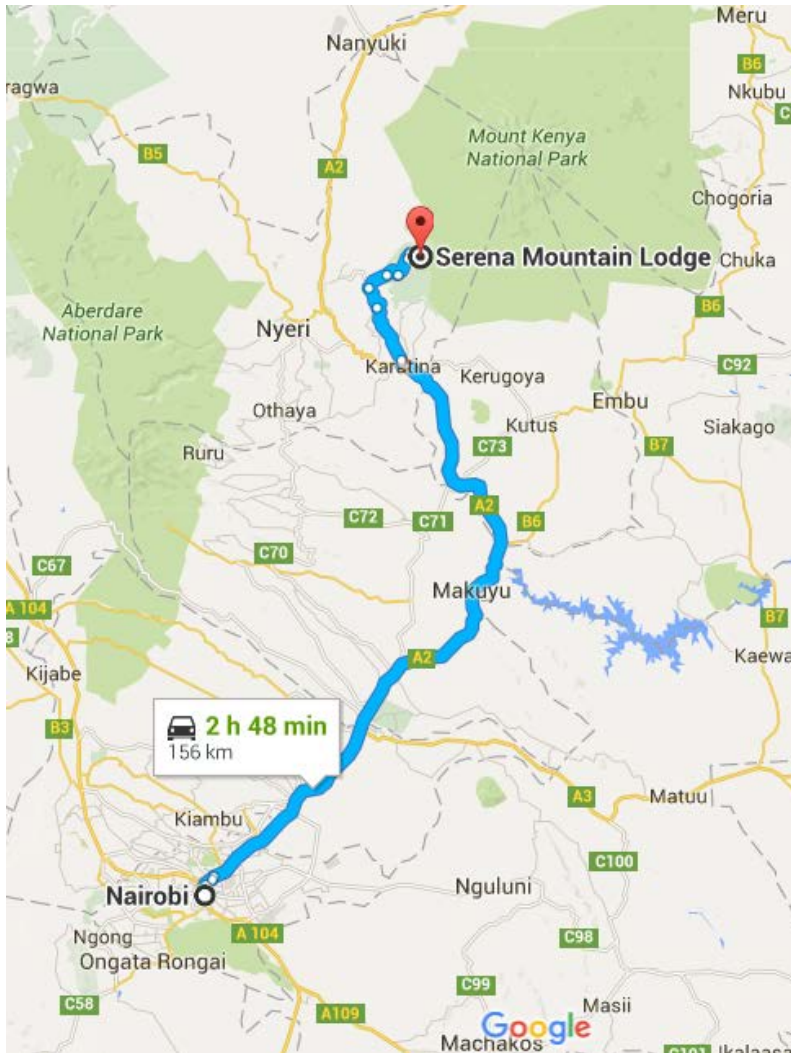 Meru
Nanyuki
B6
Nkubu
ragwa
Mount Kenya
National Park
B5
A2
Chogoria
Serena Mountain Lodge
Chuka
B6
Aberdare
National Park
Nyeri
Karatina
Kerugoya
C92
Othaya
Embu
Kutus
Siakago
C73
Ruru
B7
A2
C72
C71
B6
C70
C67
Makuyu
A 104
B7
A2
Kaewa
Kijabe
2 h 48 min
156 km
B3
A3
Matuu
Kiambu
C100
Nairobi
Nguluni
A 104
Ngong
Ongata Rongai
C98
C99
C58
Masii
A109
Google
Machakos